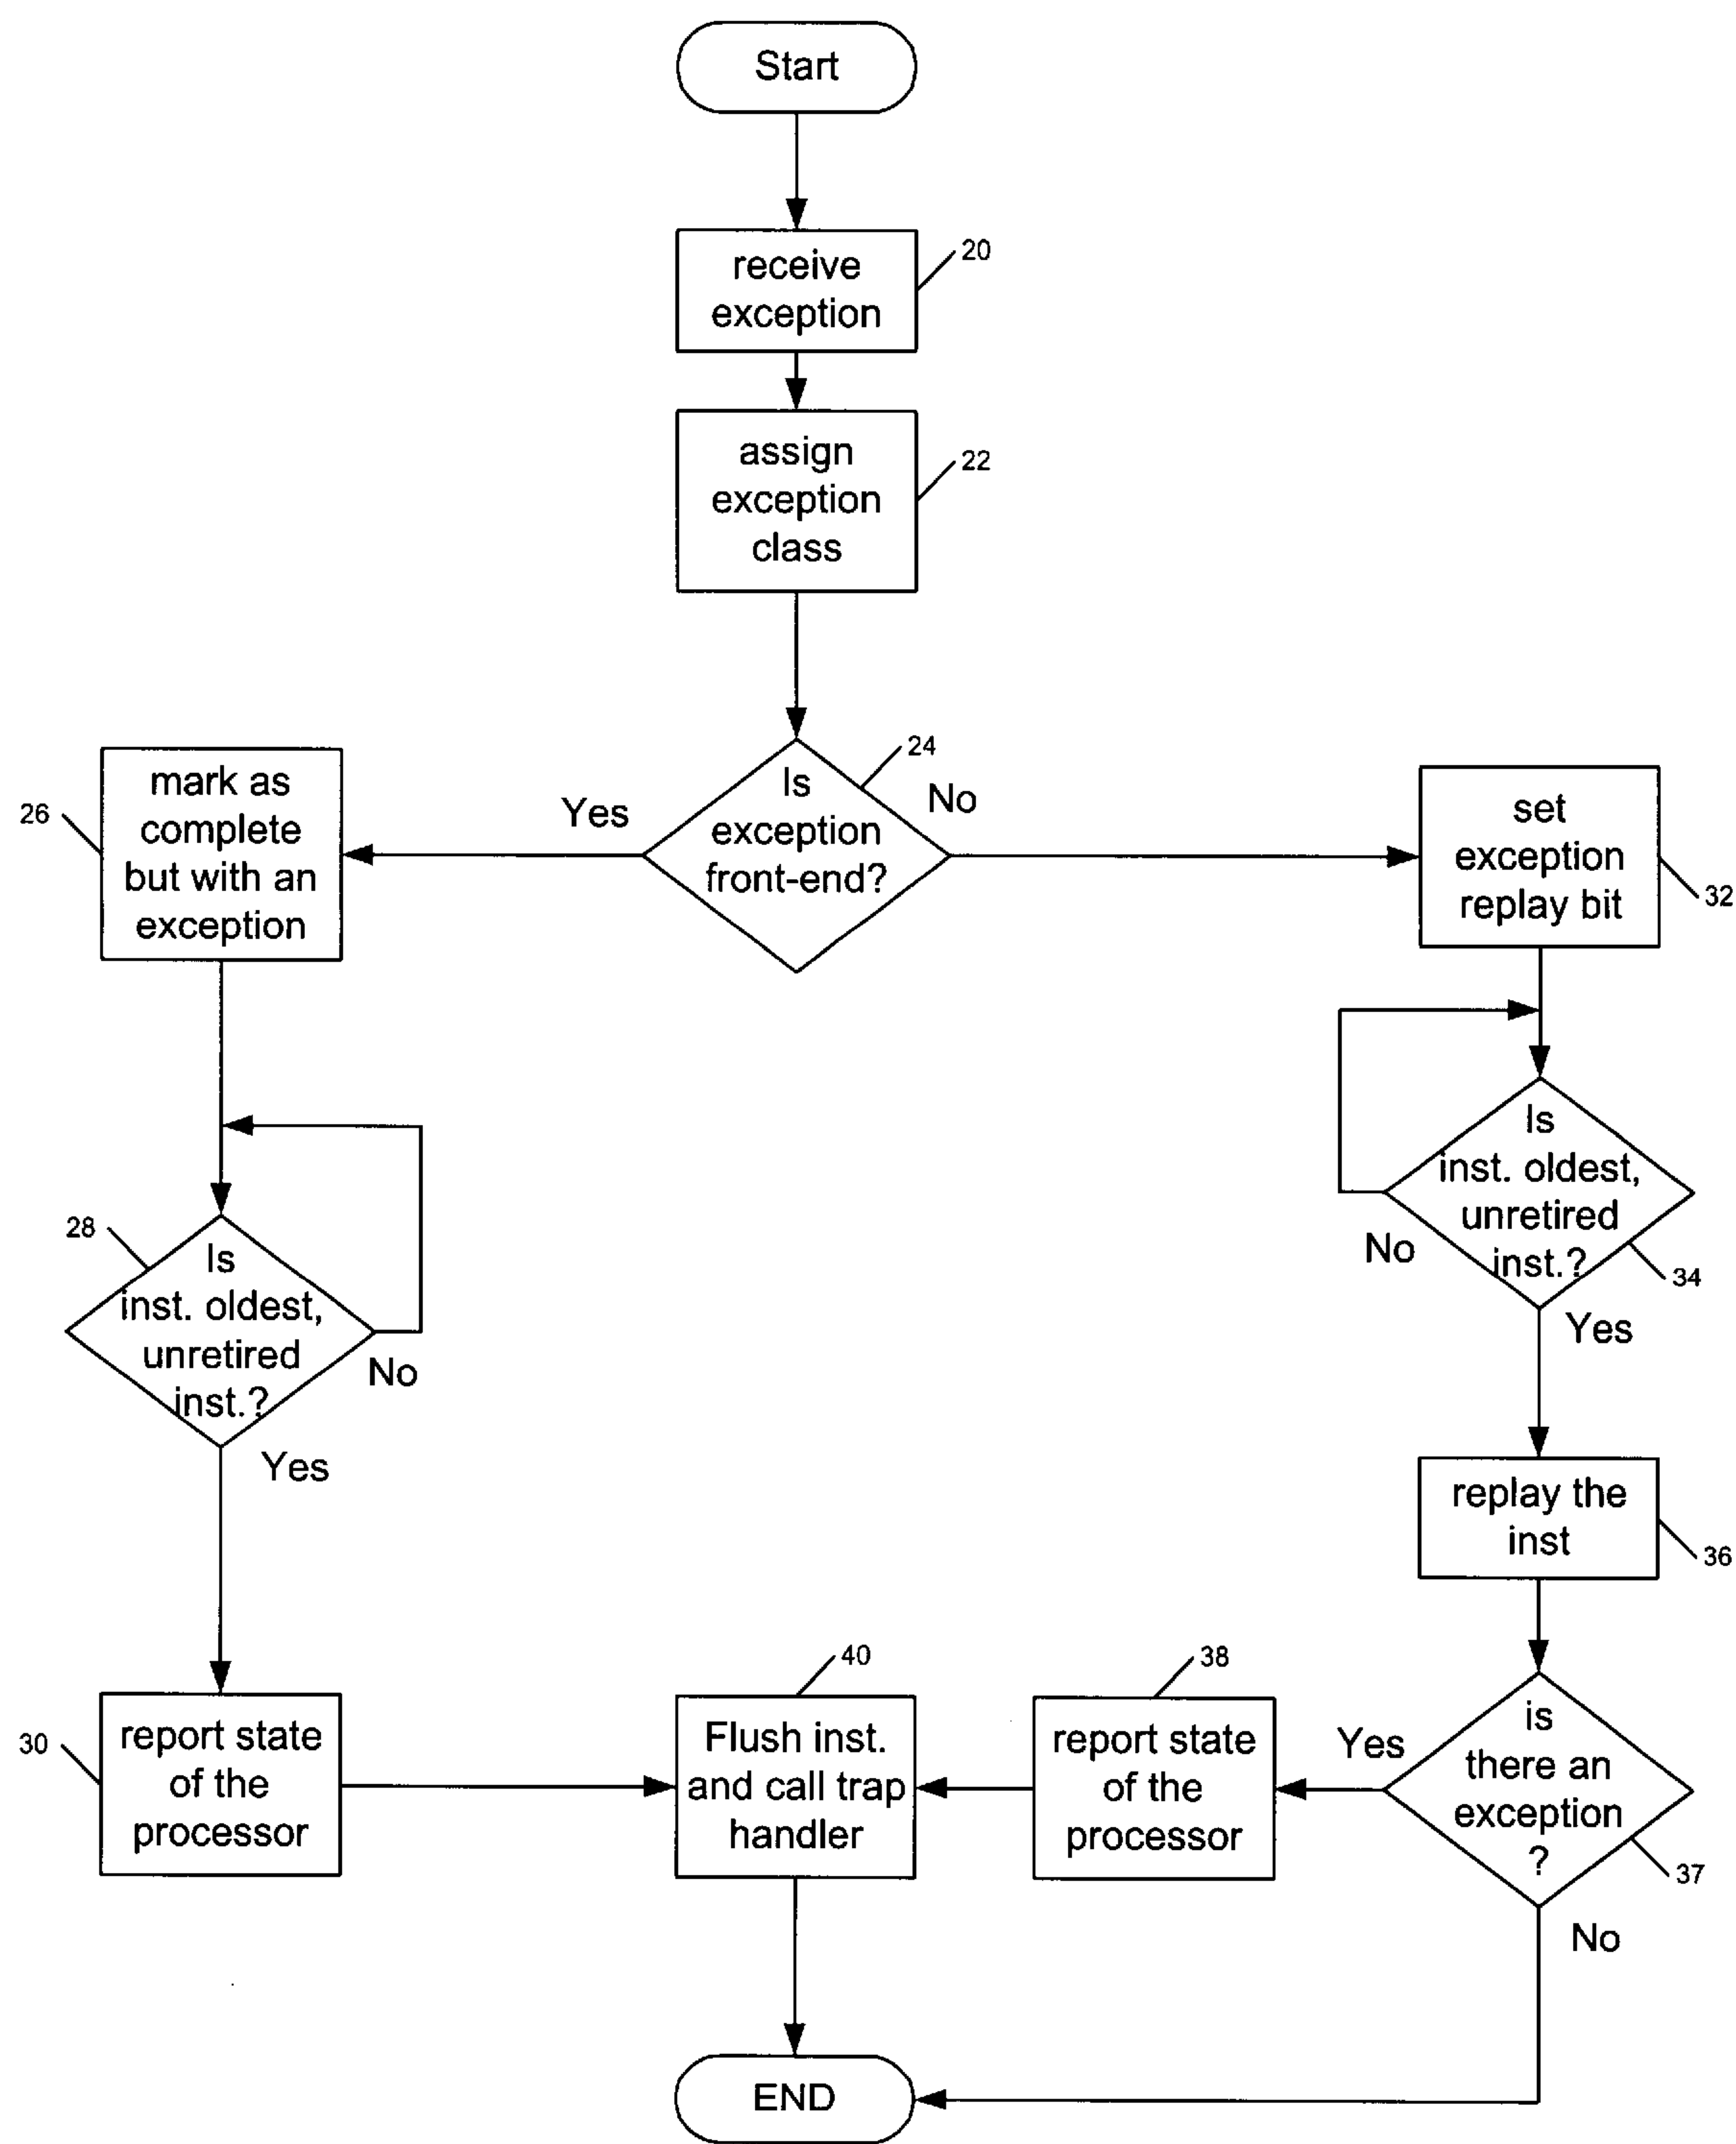 Start
receive
exception
20
assign
exception
class
22
Is
exception
front-end?
24
Yes
No
mark as
complete
but with an
exception
26
set
exception
replay bit
32
Is
inst. oldest,
unretired
inst.?
34
No
Yes
28
Is
inst. oldest,
unretired
inst.?
No
Yes
replay the
inst
36
30
report state
of the
processor
40
Flush inst.
and call trap
handler
38
report state
of the
processor
Yes
is
there an
exception
?
37
No
END